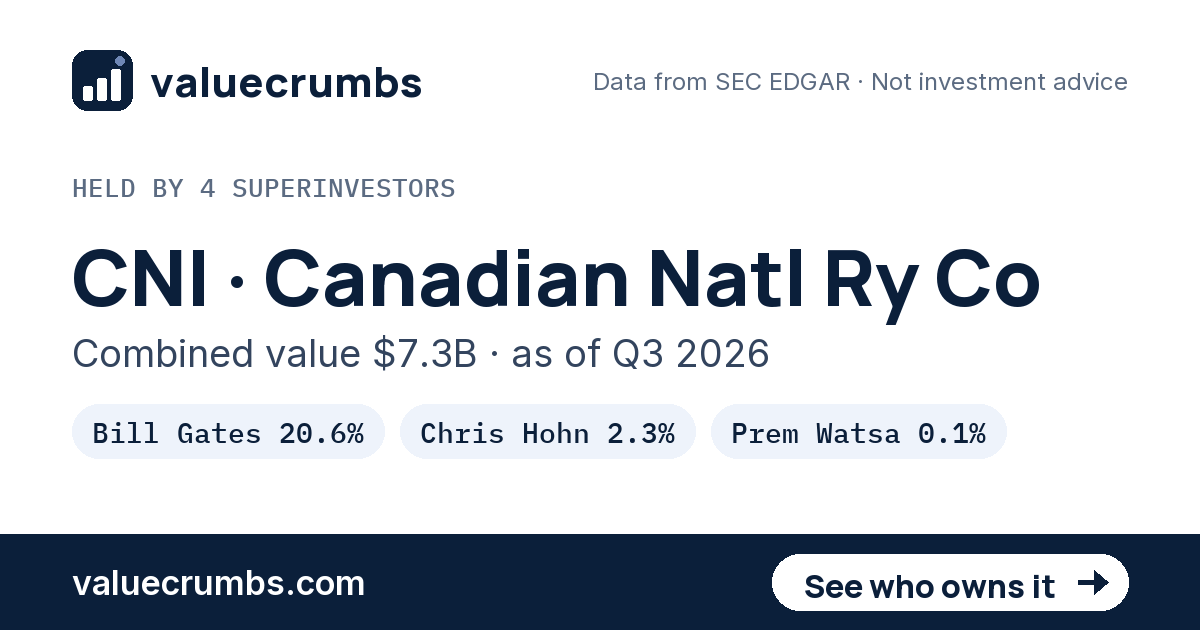 valuecrumbs
Data from SEC EDGAR · Not investment advice
HELD BY 4 SUPERINVESTORS
CNI · Canadian Natl Ry Co
Combined value $7.3B · as of Q3 2026
Bill Gates 20.6%
Chris Hohn 2.3%
Prem Watsa 0.1%
valuecrumbs.com
See who owns it →